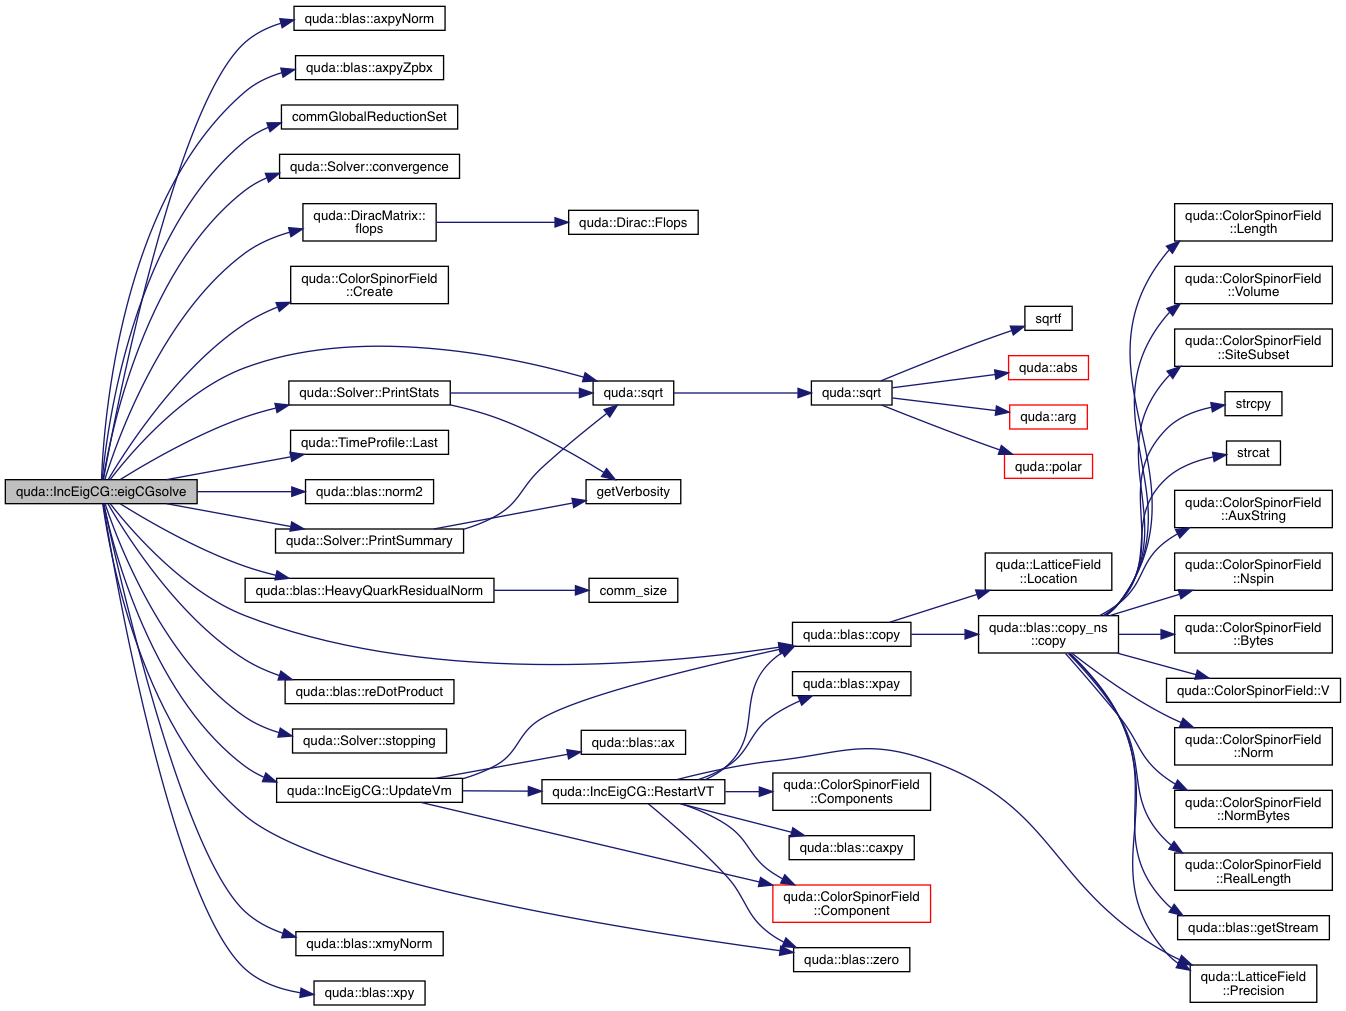 quda::IncEigCG::eigCGsolve
quda::blas::axpyNorm
quda::blas::axpyZpbx
commGlobalReductionSet
quda::Solver::convergence
quda::DiracMatrix::
flops
quda::ColorSpinorField
::Create
quda::Solver::PrintStats
quda::TimeProfile::Last
quda::blas::norm2
quda::Solver::PrintSummary
quda::blas::HeavyQuarkResidualNorm
quda::blas::reDotProduct
quda::Solver::stopping
quda::IncEigCG::UpdateVm
quda::blas::xmyNorm
quda::blas::xpy
quda::Dirac::Flops
quda::sqrt
getVerbosity
comm_size
quda::blas::ax
quda::IncEigCG::RestartVT
quda::sqrt
quda::blas::copy
quda::blas::xpay
quda::ColorSpinorField
::Components
quda::blas::caxpy
quda::ColorSpinorField
::Component
quda::blas::zero
sqrtf
quda::abs
quda::arg
quda::polar
quda::LatticeField
::Location
quda::blas::copy_ns
::copy
quda::ColorSpinorField
::Length
quda::ColorSpinorField
::Volume
quda::ColorSpinorField
::SiteSubset
strcpy
strcat
quda::ColorSpinorField
::AuxString
quda::ColorSpinorField
::Nspin
quda::ColorSpinorField
::Bytes
quda::ColorSpinorField::V
quda::ColorSpinorField
::Norm
quda::ColorSpinorField
::NormBytes
quda::ColorSpinorField
::RealLength
quda::blas::getStream
quda::LatticeField
::Precision